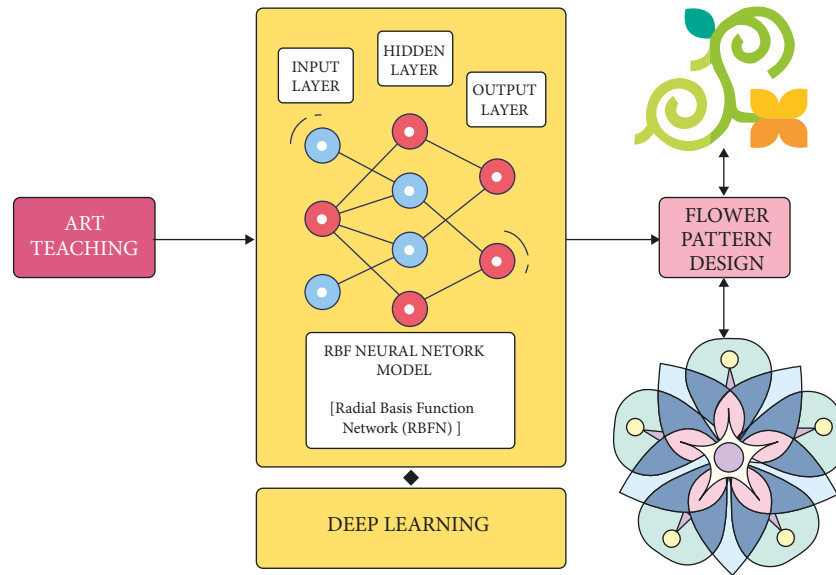 ART
TEACHING
INPUT
LAYER
HIDDEN
LAYER
OUTPUT
LAYER
RBF NEURAL NETORK
MODEL
[Radial Basis Function
Network (RBFN) ]
DEEP LEARNING
FLOWER
PATTERN
DESIGN